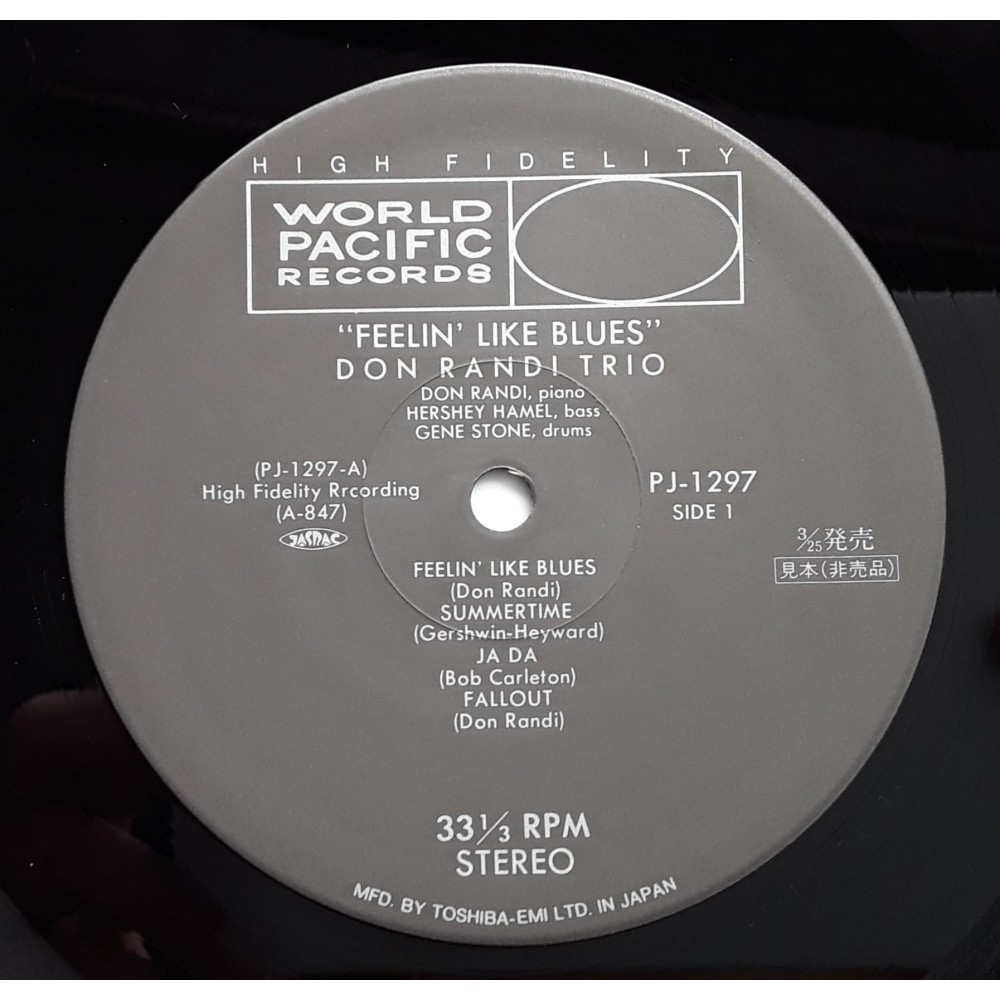 HIGH FIDELITY
WORLD
PACIFIC
RECORDS
“FEELIN’ LIKE BLUES”
DON RANDI TRIO
DON RANDI, piano
HERSHEY HAMEL, bass
GENE STONE, drums
(PJ-1297-A)
High Fidelity Rrcording
(A-847)
JASRAC
PJ-1297
SIDE 1
3/25発売
見本(非売品)
FEELIN’ LIKE BLUES
(Don Randi)
SUMMERTIME
(Gershwin-Heyward)
JA DA
(Bob Carleton)
FALLOUT
(Don Randi)
33 1/3 RPM
STEREO
MFD. BY TOSHIBA-EMI LTD. IN JAPAN